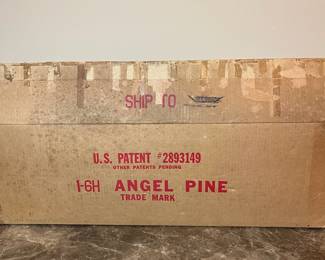 SHIP TO
U.S. PATENT #2893149
OTHER PATENTS PENDING
1-6H ANGEL PINE
TRADE MARK